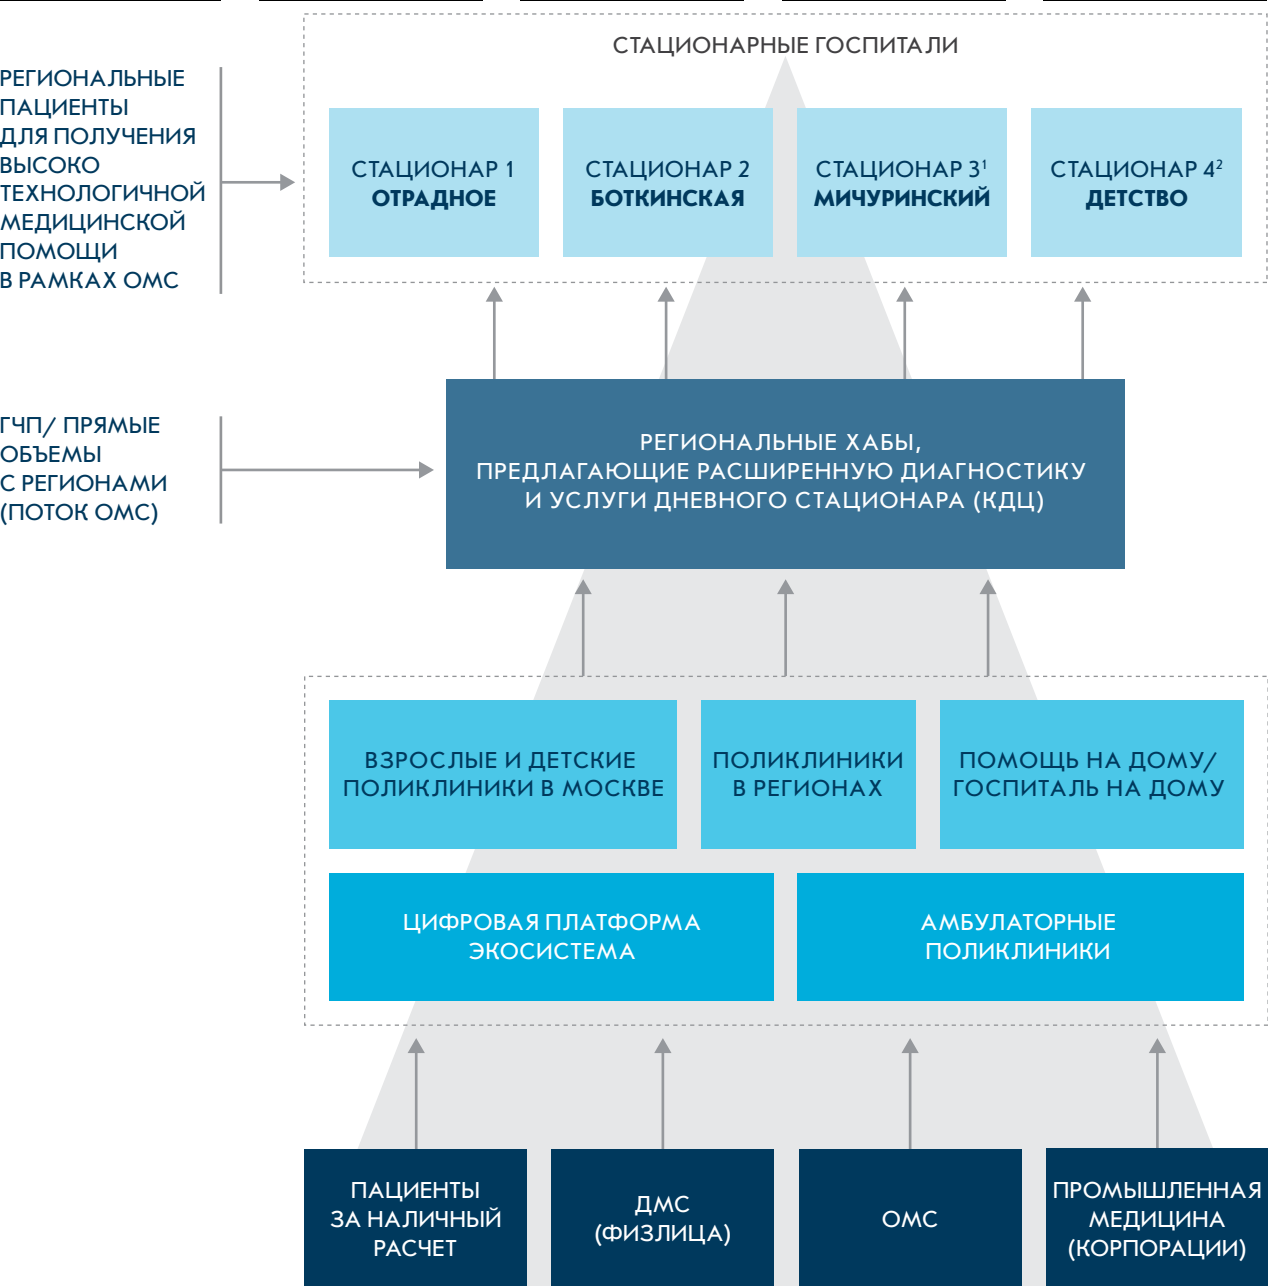 СТАЦИОНАРНЫЕ ГОСПИТАЛИ
РЕГИОНАЛЬНЫЕ
ПАЦИЕНТЫ
ДЛЯ ПОЛУЧЕНИЯ
ВЫСОКО
ТЕХНОЛОГИЧНОЙ
МЕДИЦИНСКОЙ
ПОМОЩИ
В РАМКАХ ОМС
СТАЦИОНАР 1
ОТРАДНОЕ
СТАЦИОНАР 2
БОТКИНСКАЯ
СТАЦИОНАР 3¹
МИЧУРИНСКИЙ
СТАЦИОНАР 4²
ДЕТСТВО
ГЧП/ ПРЯМЫЕ
ОБЪЕМЫ
С РЕГИОНАМИ
(ПОТОК ОМС)
РЕГИОНАЛЬНЫЕ ХАБЫ,
ПРЕДЛАГАЮЩИЕ РАСШИРЕННУЮ ДИАГНОСТИКУ
И УСЛУГИ ДНЕВНОГО СТАЦИОНАРА (КДЦ)
ВЗРОСЛЫЕ И ДЕТСКИЕ
ПОЛИКЛИНИКИ В МОСКВЕ
ПОЛИКЛИНИКИ
В РЕГИОНАХ
ПОМОЩЬ НА ДОМУ/
ГОСПИТАЛЬ НА ДОМУ
ЦИФРОВАЯ ПЛАТФОРМА
ЭКОСИСТЕМА
АМБУЛАТОРНЫЕ
ПОЛИКЛИНИКИ
ПАЦИЕНТЫ
ЗА НАЛИЧНЫЙ
РАСЧЕТ
ДМС
(ФИЗЛИЦА)
ОМС
ПРОМЫШЛЕННАЯ
МЕДИЦИНА
(КОРПОРАЦИИ)